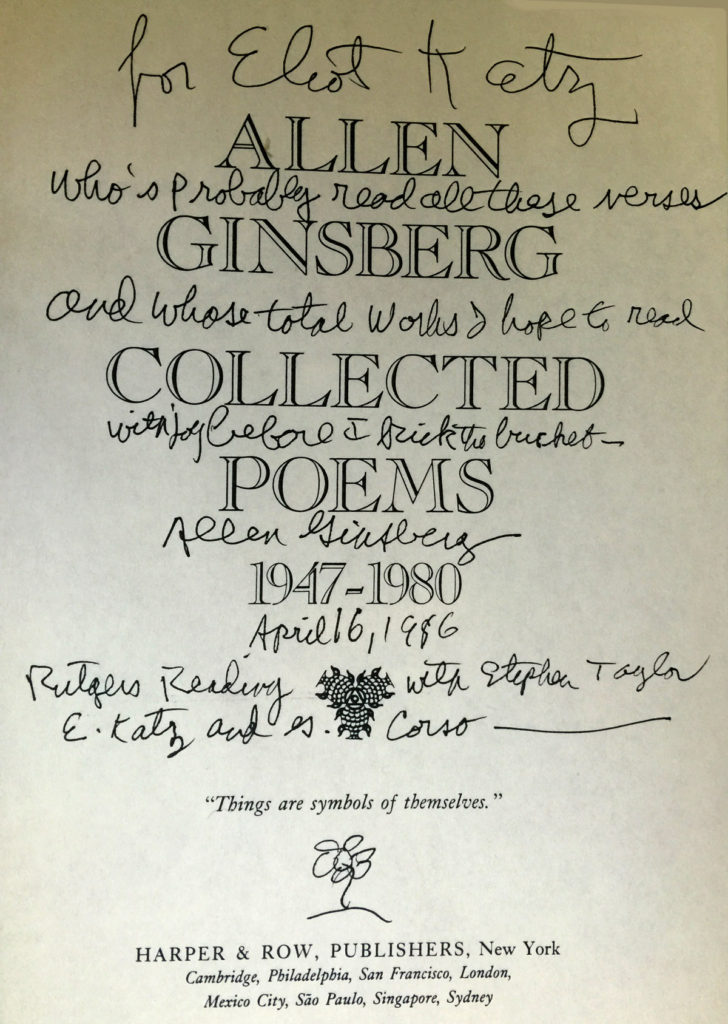 for Eliot Katz
ALLEN
who's probably read all these verses
GINSBERG
and whose total works I hope to read
COLLECTED
with joy before I kick the bucket—
POEMS
Allen Ginsberg
1947-1980
April 16, 1986
Rutgers Reading with Stephen Taylor
E. Katz and G. Corso
"Things are symbols of themselves."
HARPER & ROW, PUBLISHERS, New York
Cambridge, Philadelphia, San Francisco, London,
Mexico City, São Paulo, Singapore, Sydney